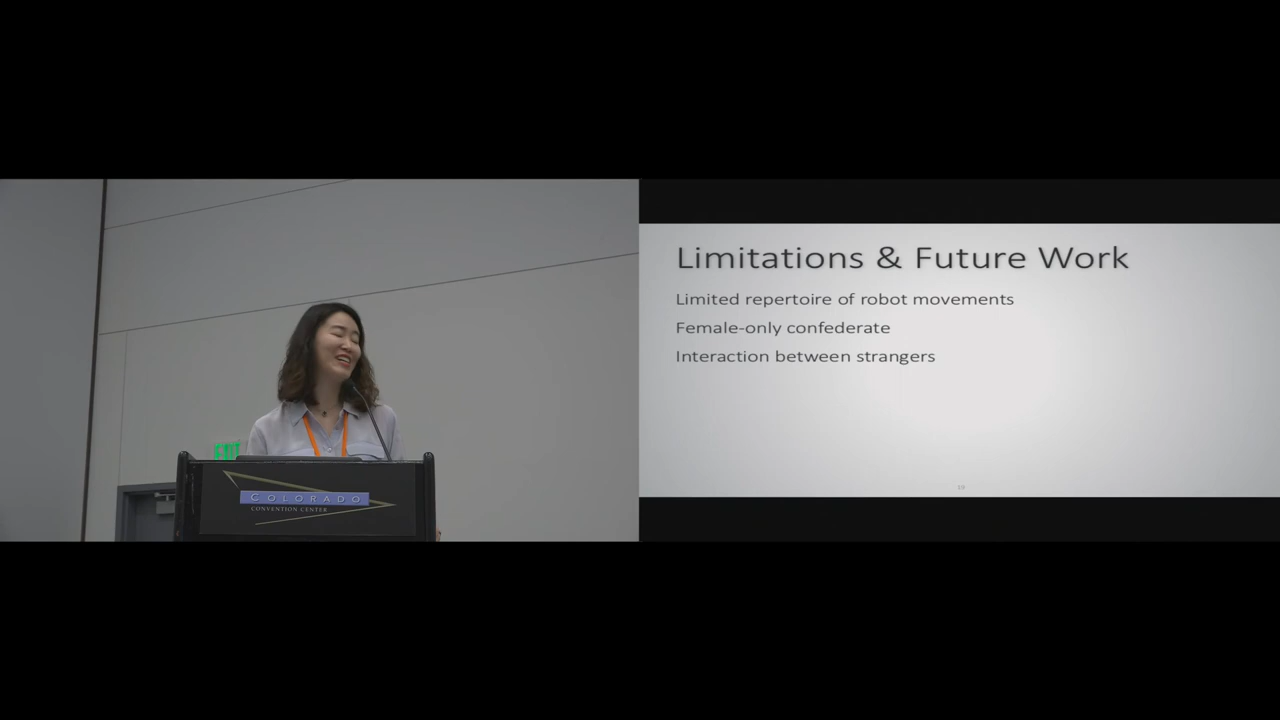 EXIT
COLORADO
CONVENTION CENTER
Limitations & Future Work
Limited repertoire of robot movements
Female-only confederate
Interaction between strangers